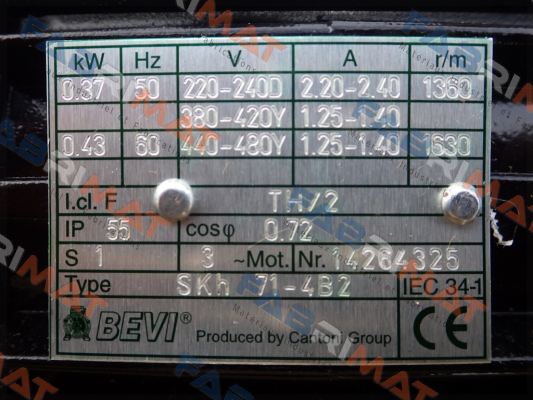 kW Hz V A r/m
0.37 50 220-240D 2.20-2.40 1360
380-420Y 1.25-1.40
0.43 60 440-480Y 1.25-1.40 1630
I.cl. F TH/2
IP 55 cosφ 0.72
S 1 3 ~Mot. Nr. 14264325
Type SKh 71-4B2 IEC 34-1
BEVI® Produced by Cantoni Group CE
FABRIMAT